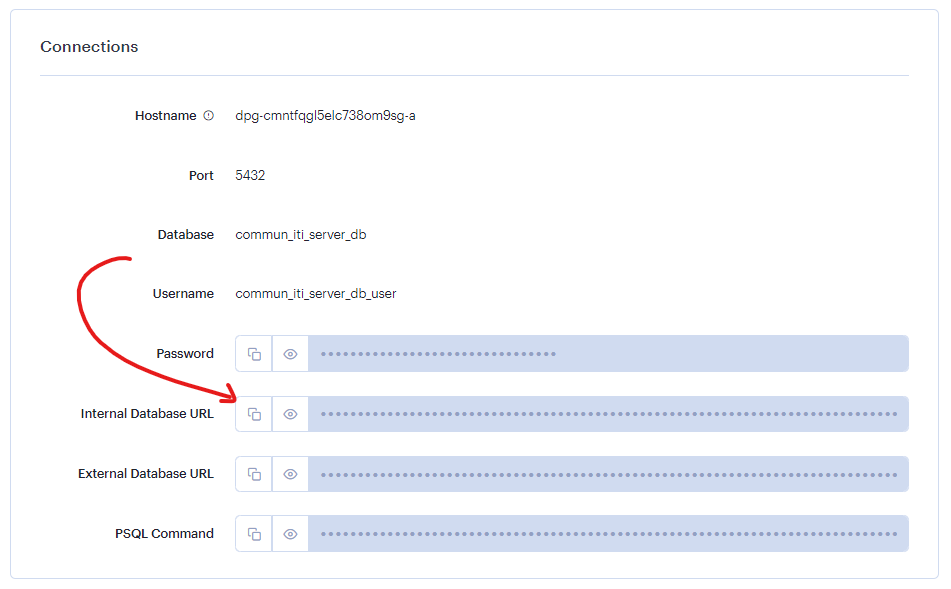 Connections
Hostname dpg-cmntfqgl5elc738om9sg-a
Port 5432
Database commun_iti_server_db
Username commun_iti_server_db_user
Password ••••••••••••••••••••••••••••••••
Internal Database URL
External Database URL
PSQL Command